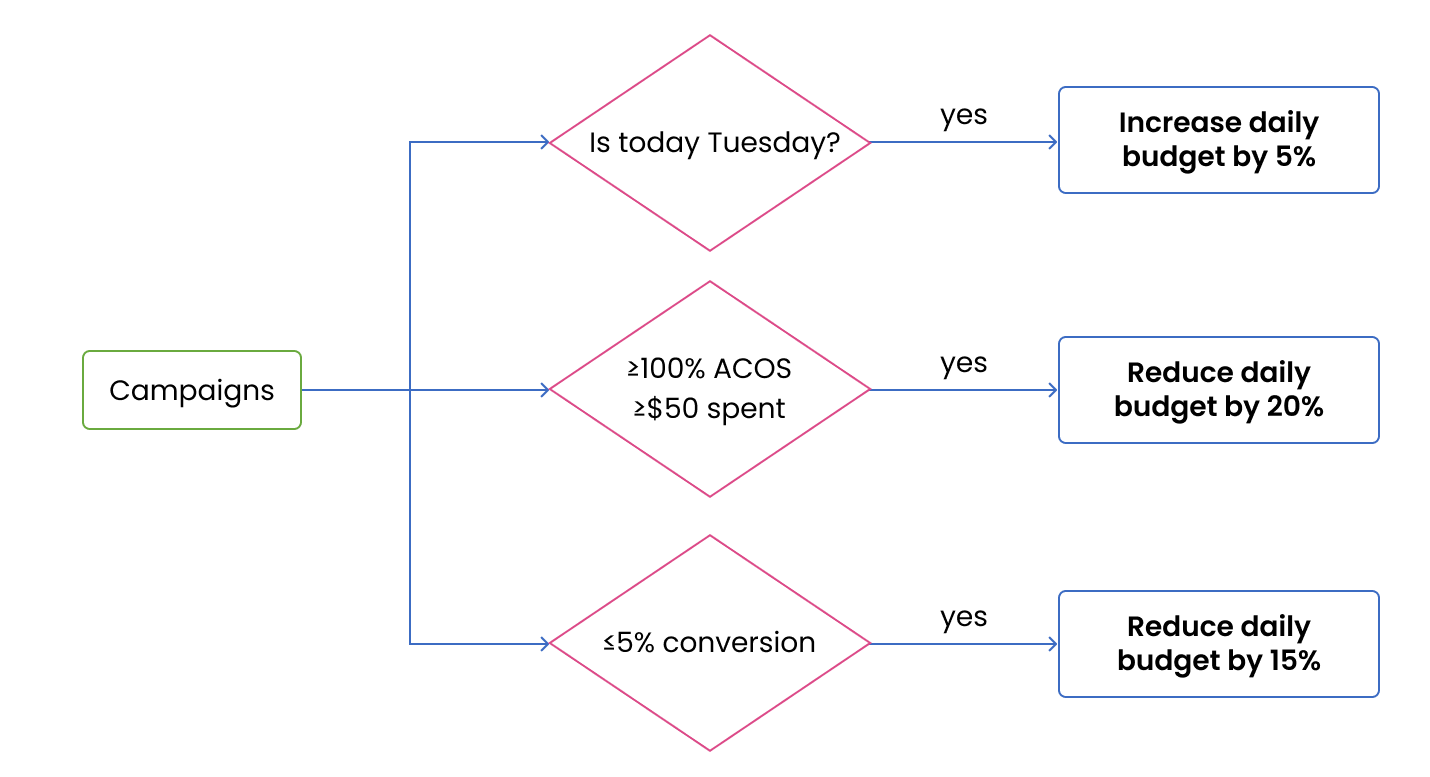 Is today Tuesday?
yes
Increase daily
budget by 5%
Campaigns
≥100% ACOS
≥$50 spent
yes
Reduce daily
budget by 20%
≤5% conversion
yes
Reduce daily
budget by 15%